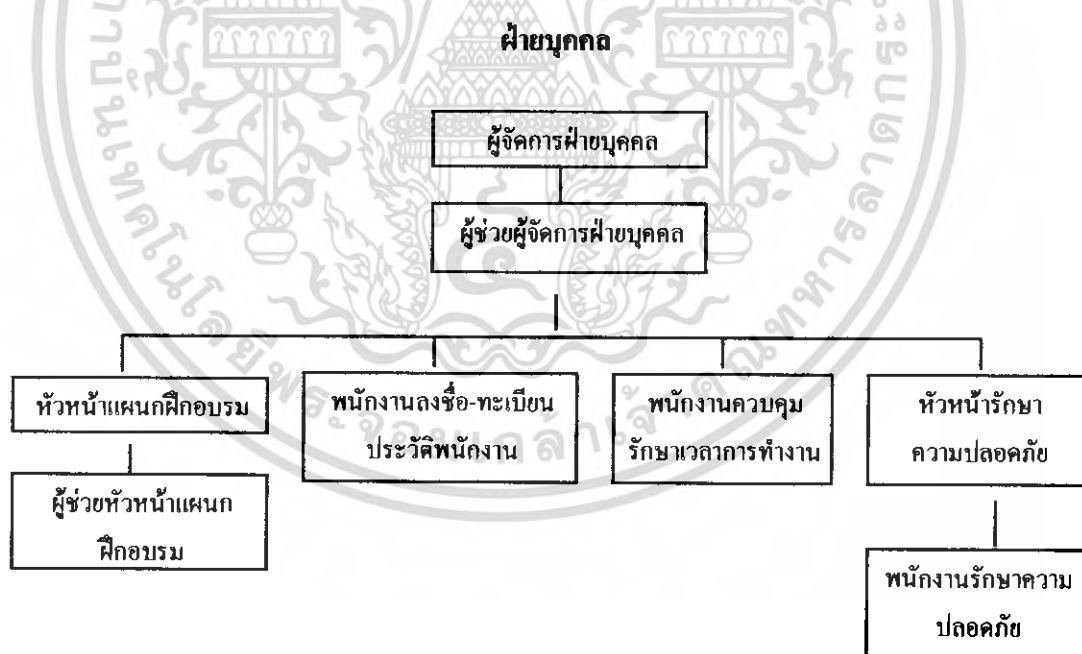 ฝ่ายบุคคล
ผู้จัดการฝ่ายบุคคล
ผู้ช่วยผู้จัดการฝ่ายบุคคล
หัวหน้าแผนกฝึกอบรม
พนักงานลงชื่อ-ทะเบียน
ประวัติพนักงาน
พนักงานควบคุม
รักษาเวลาการทำงาน
หัวหน้ารักษา
ความปลอดภัย
ผู้ช่วยหัวหน้าแผนก
ฝึกอบรม
พนักงานรักษาความ
ปลอดภัย